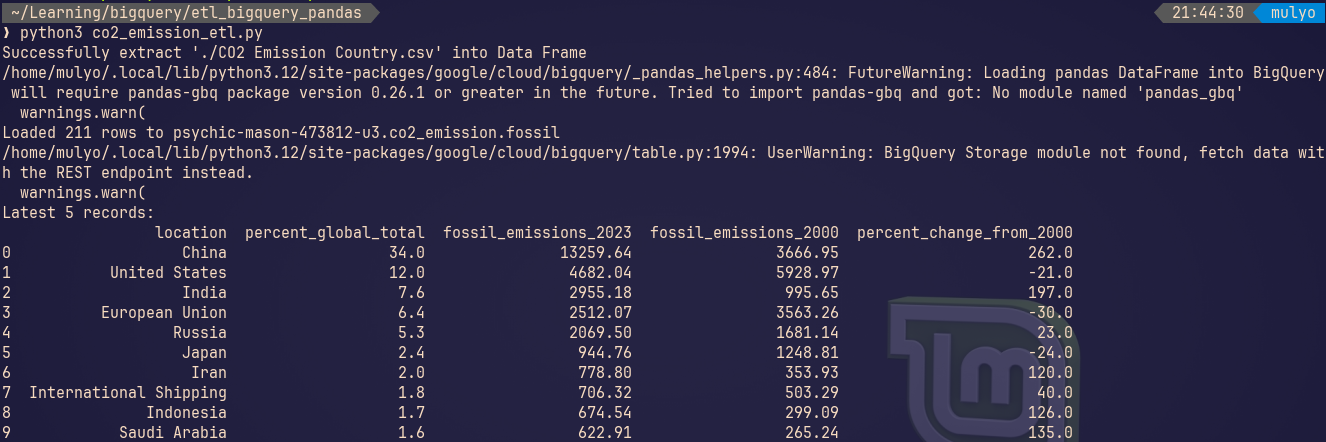 ~/Learning/bigquery/etl_bigquery_pandas 21:44:30 mulyo
❱ python3 co2_emission_etl.py
Successfully extract './CO2 Emission Country.csv' into Data Frame
/home/mulyo/.local/lib/python3.12/site-packages/google/cloud/bigquery/_pandas_helpers.py:484: FutureWarning: Loading pandas DataFrame into BigQuery
will require pandas-gbq package version 0.26.1 or greater in the future. Tried to import pandas-gbq and got: No module named 'pandas_gbq'
warnings.warn(
Loaded 211 rows to psychic-mason-473812-u3.co2_emission.fossil
/home/mulyo/.local/lib/python3.12/site-packages/google/cloud/bigquery/table.py:1994: UserWarning: BigQuery Storage module not found, fetch data wit
h the REST endpoint instead.
warnings.warn(
Latest 5 records:
location percent_global_total fossil_emissions_2023 fossil_emissions_2000 percent_change_from_2000
0 China 34.0 13259.64 3666.95 262.0
1 United States 12.0 4682.04 5928.97 -21.0
2 India 7.6 2955.18 995.65 197.0
3 European Union 6.4 2512.07 3563.26 -30.0
4 Russia 5.3 2069.50 1681.14 23.0
5 Japan 2.4 944.76 1248.81 -24.0
6 Iran 2.0 778.80 353.93 120.0
7 International Shipping 1.8 706.32 503.29 40.0
8 Indonesia 1.7 674.54 299.09 126.0
9 Saudi Arabia 1.6 622.91 265.24 135.0